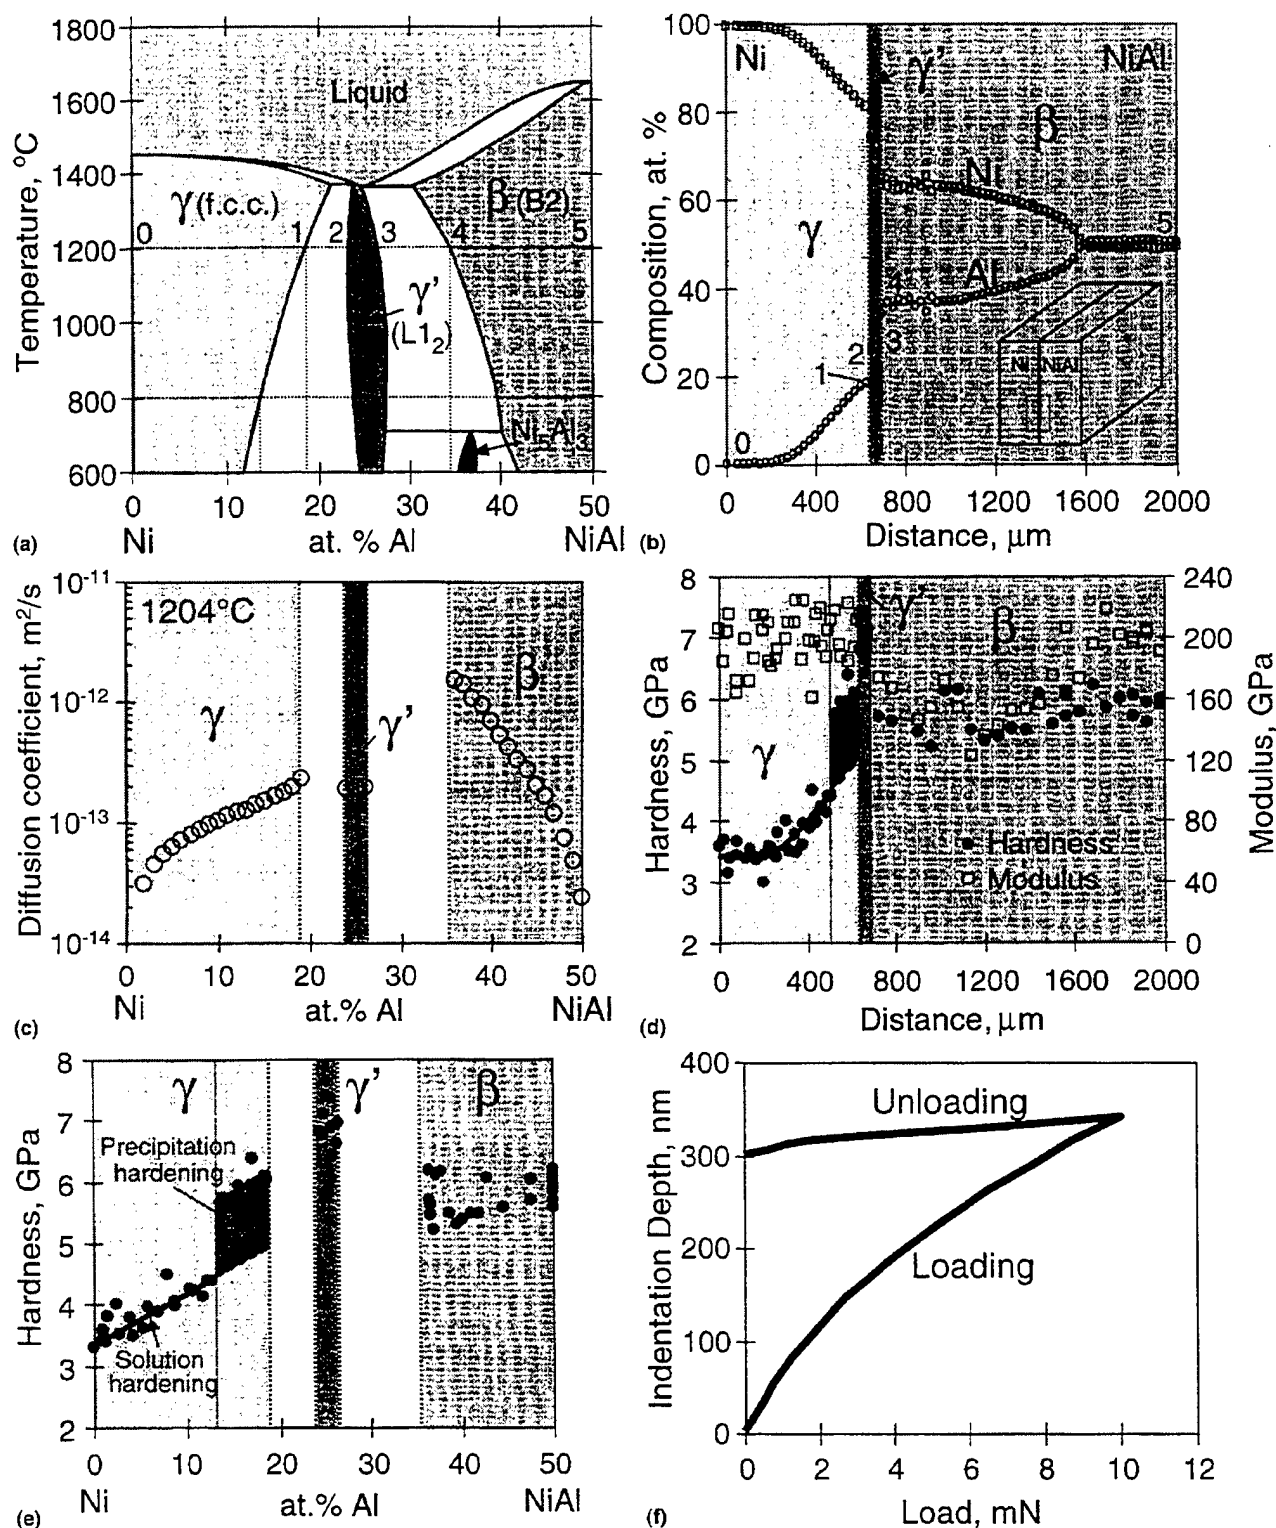 1800
1600
1400
1200
1000
800
600
Temperature, ºC
Liquid
γ(f.c.c.)
β(B2)
0
1
2
3
4
5
γ'
(L1₂)
Ni₅Al₃
0
10
20
30
40
50
(a)
Ni
at. % Al
NiAl
100
80
60
40
20
0
Composition, at. %
Ni
γ'
NiAl
β
Ni
γ
5
Al
4
3
2
1
0
Ni
NiAl
0
400
800
1200
1600
2000
(b)
Distance, μm
10⁻¹¹
10⁻¹²
10⁻¹³
10⁻¹⁴
Diffusion coefficient, m²/s
1204ºC
γ
γ'
β
0
10
20
30
40
50
(c)
Ni
at.% Al
NiAl
8
7
6
5
4
3
2
Hardness, GPa
γ
γ'
β
Hardness
Modulus
240
200
160
120
80
40
0
Modulus, GPa
0
400
800
1200
1600
2000
(d)
Distance, μm
8
7
6
5
4
3
2
Hardness, GPa
γ
γ'
β
Precipitation
hardening
Solution
hardening
0
10
20
30
40
50
(e)
Ni
at.% Al
NiAl
400
300
200
100
0
Indentation Depth, nm
Unloading
Loading
0
2
4
6
8
10
12
(f)
Load, mN